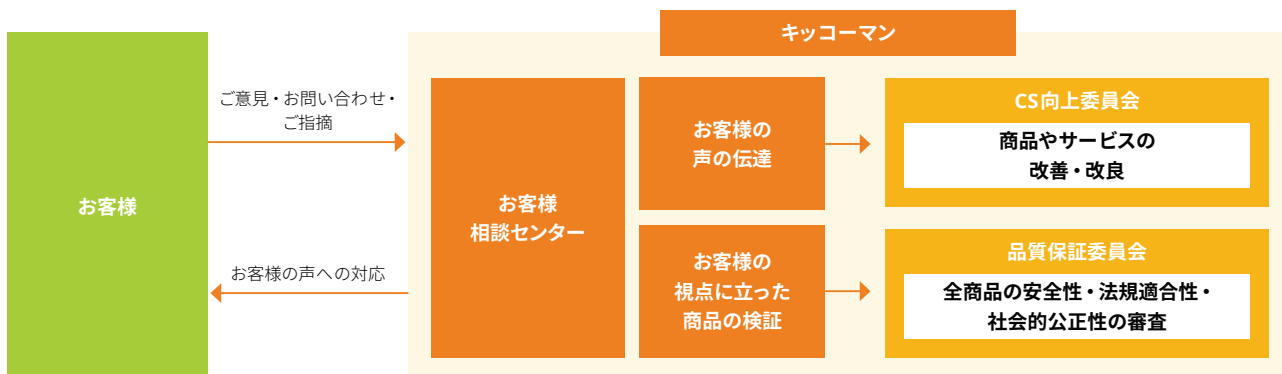 キッコーマン
お客様
ご意見・お問い合わせ・
ご指摘
お客様の声への対応
お客様
相談センター
お客様の
声の伝達
CS向上委員会
商品やサービスの
改善・改良
お客様の
視点に立った
商品の検証
品質保証委員会
全商品の安全性・法規適合性・
社会的公正性の審査